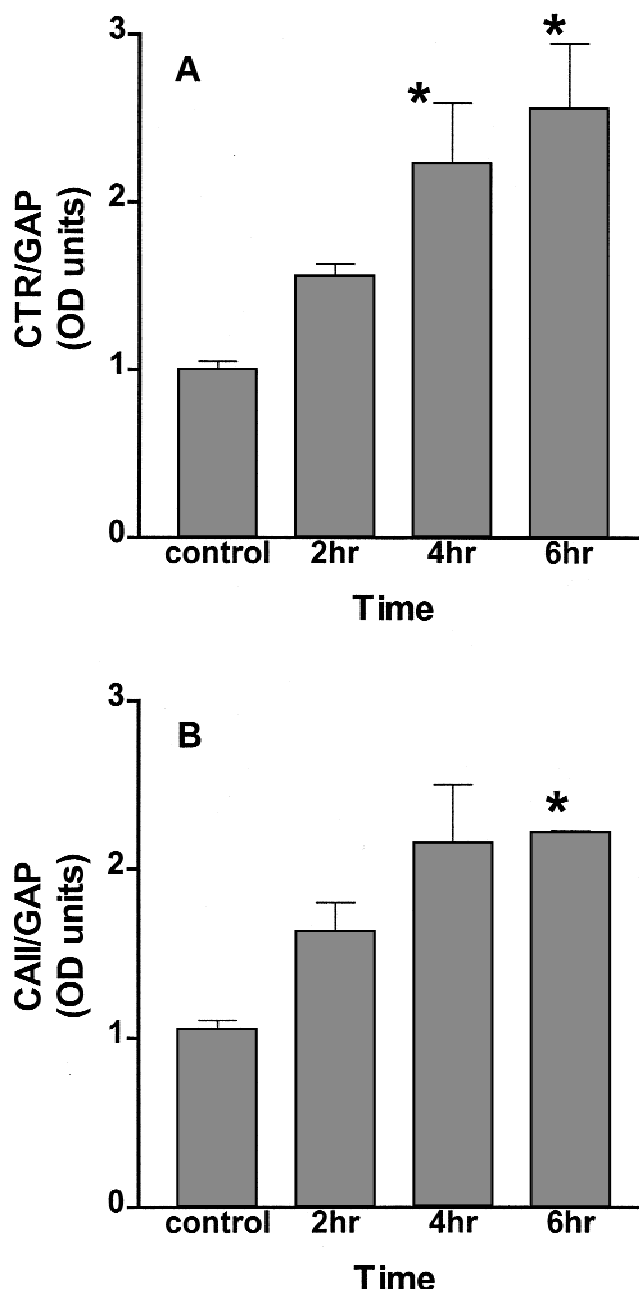 3
A
*
*
2
CTR/GAP
(OD units)
1
0
control 2hr 4hr 6hr
Time
3
B
*
2
CAII/GAP
(OD units)
1
0
control 2hr 4hr 6hr
Time